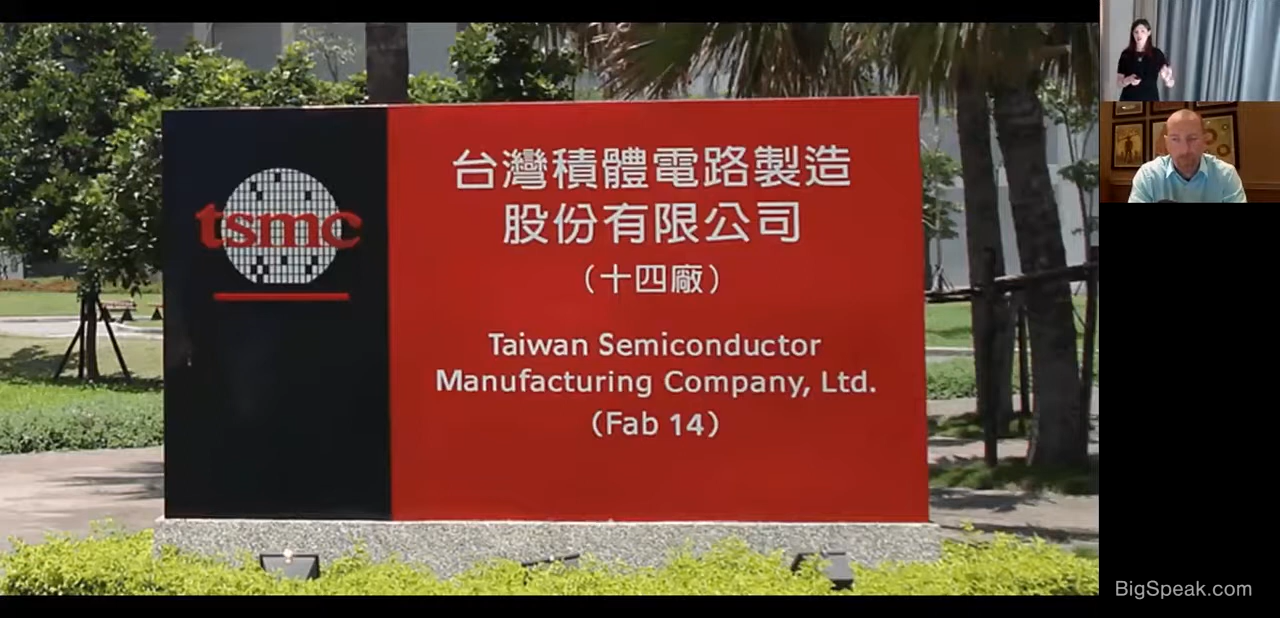 tsmc
台灣積體電路製造
股份有限公司
(十四廠)
Taiwan Semiconductor
Manufacturing Company, Ltd.
(Fab 14)
BigSpeak.com